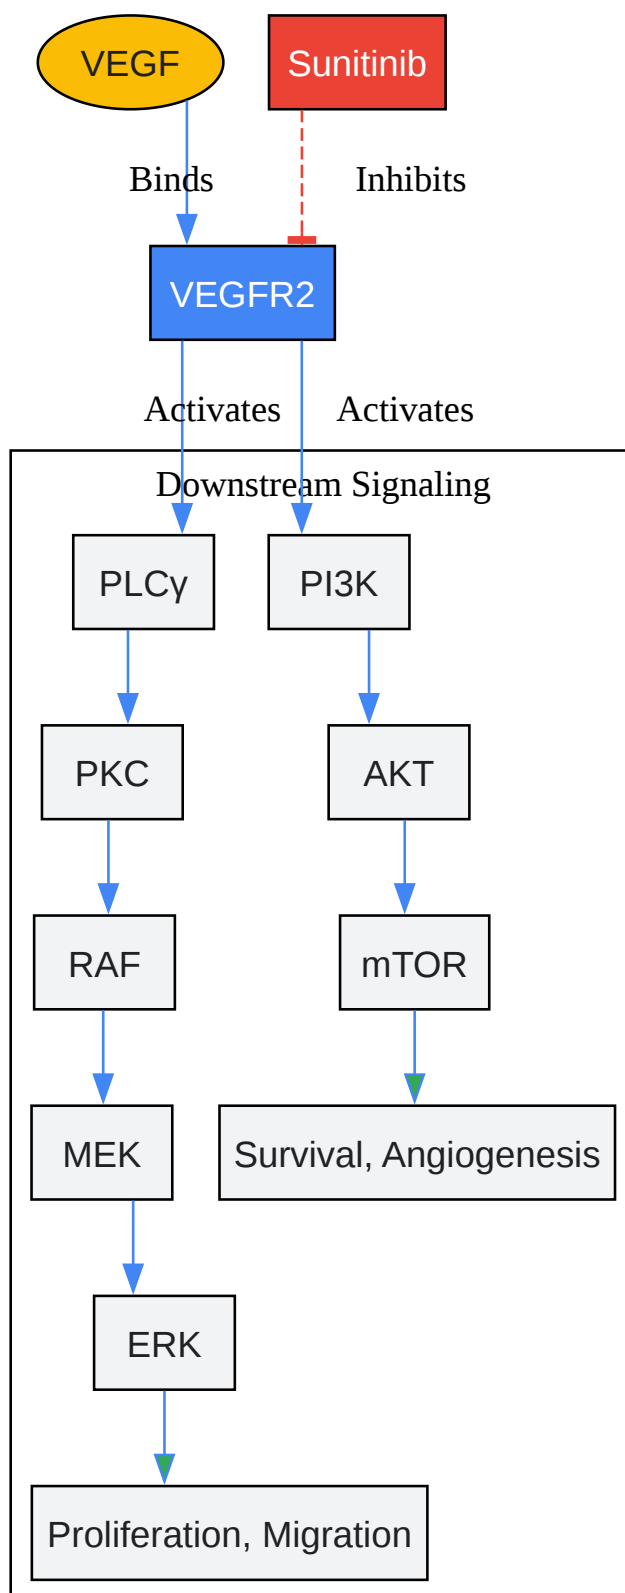 VEGF
Sunitinib
Binds
Inhibits
VEGFR2
Activates
Activates
Downstream Signaling
PLCγ
PI3K
PKC
AKT
RAF
mTOR
MEK
Survival, Angiogenesis
ERK
Proliferation, Migration